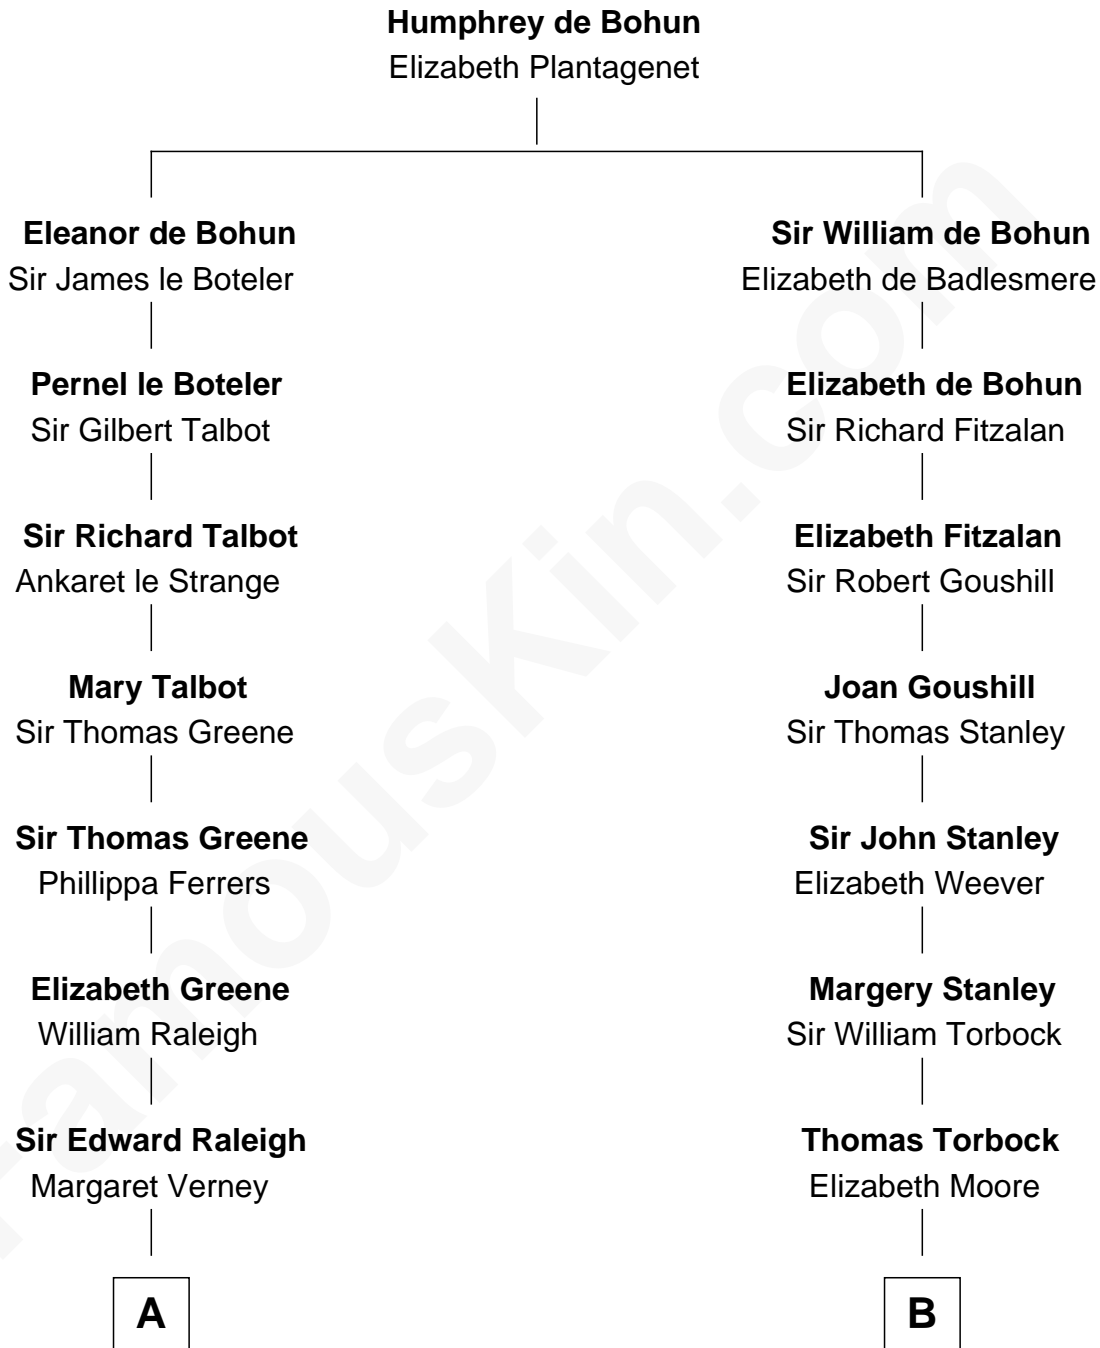 Humphrey de Bohun
Elizabeth Plantagenet
Eleanor de Bohun
Sir James le Boteler
Sir William de Bohun
Elizabeth de Badlesmere
Pernel le Boteler
Sir Gilbert Talbot
Elizabeth de Bohun
Sir Richard Fitzalan
Sir Richard Talbot
Ankaret le Strange
Elizabeth Fitzalan
Sir Robert Goushill
Mary Talbot
Sir Thomas Greene
Joan Goushill
Sir Thomas Stanley
Sir Thomas Greene
Phillippa Ferrers
Sir John Stanley
Elizabeth Weever
Elizabeth Greene
William Raleigh
Margery Stanley
Sir William Torbock
Sir Edward Raleigh
Margaret Verney
Thomas Torbock
Elizabeth Moore
A
B
FamousKin.com